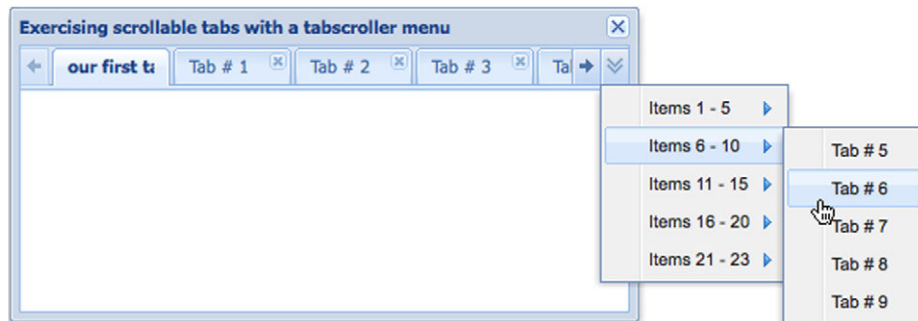 Exercising scrollable tabs with a tabscroller menu
our first ta
Tab # 1
Tab # 2
Tab # 3
Ta
Items 1 - 5
Items 6 - 10
Items 11 - 15
Items 16 - 20
Items 21 - 23
Tab # 5
Tab # 6
Tab # 7
Tab # 8
Tab # 9